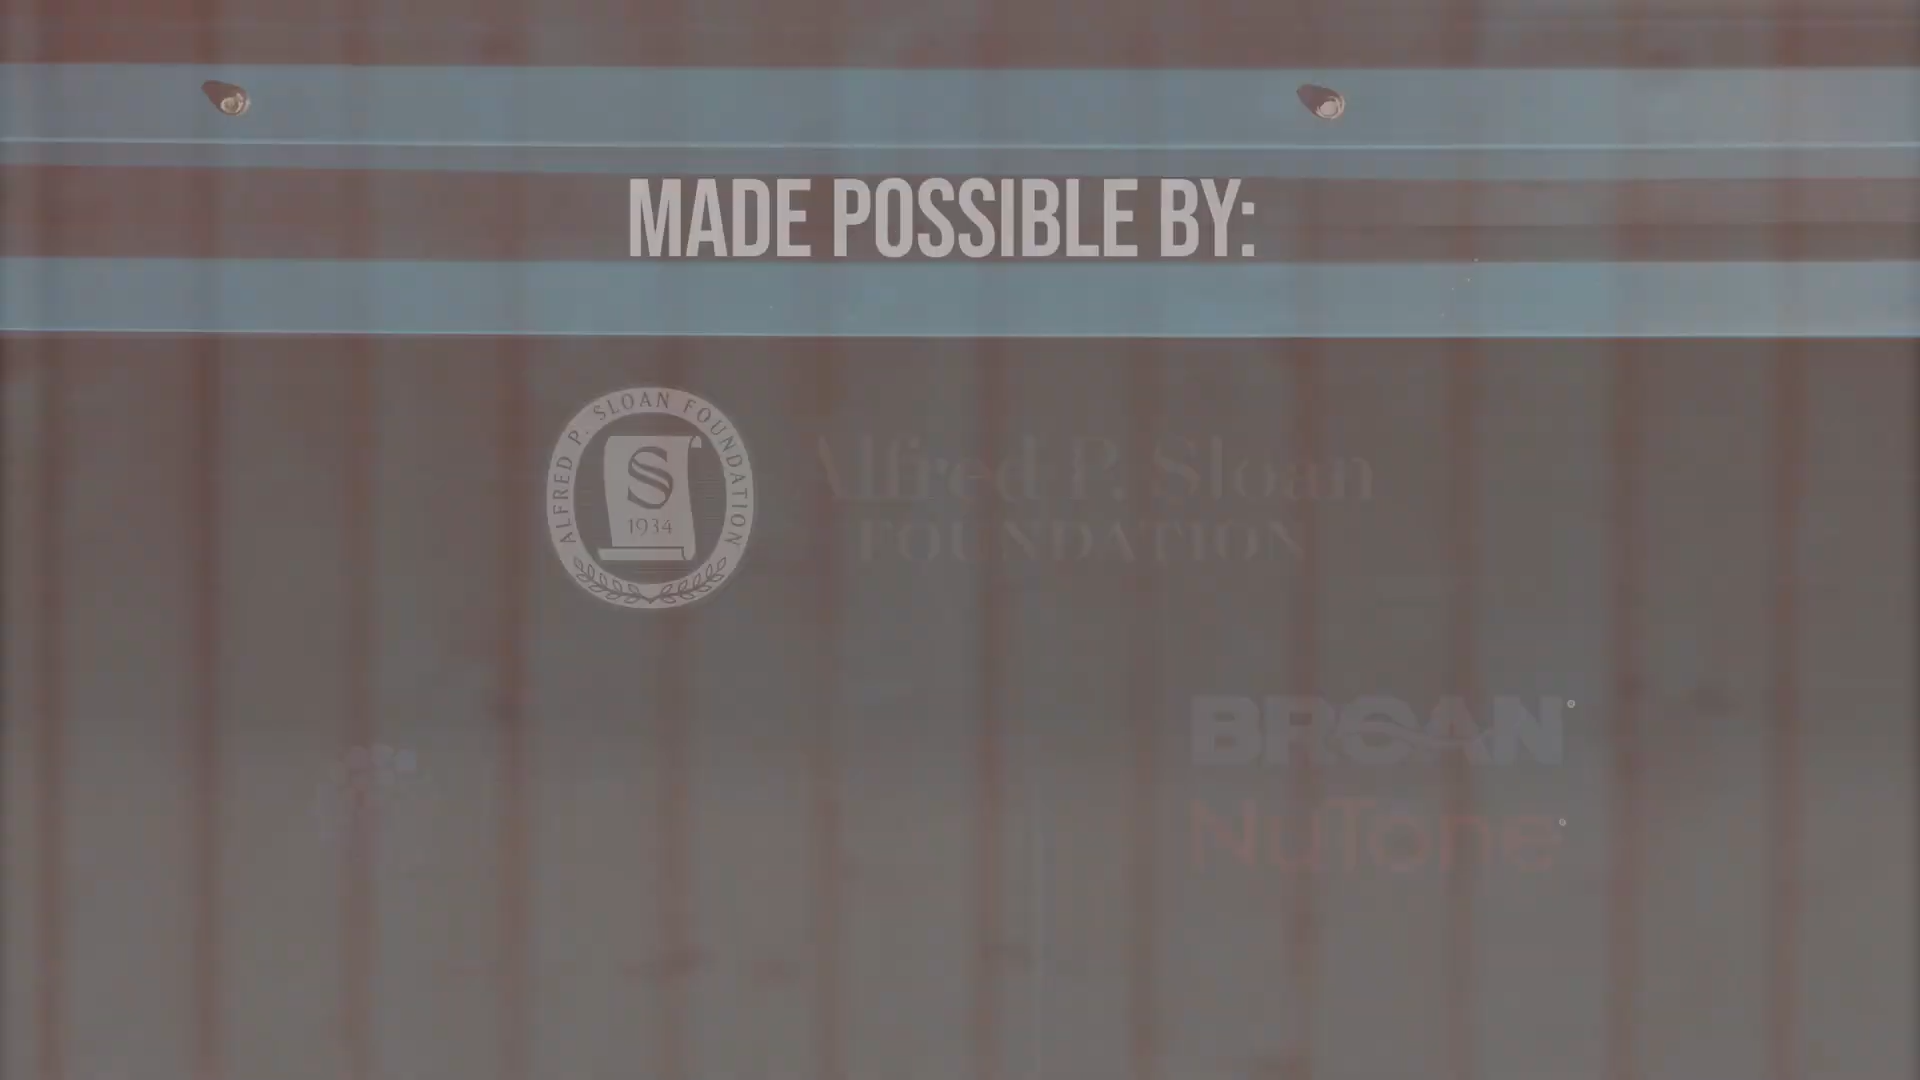 MADE POSSIBLE BY:
ALFRED P. SLOAN FOUNDATION
S
1934
Alfred P. Sloan
FOUNDATION
BROAN
NuTone